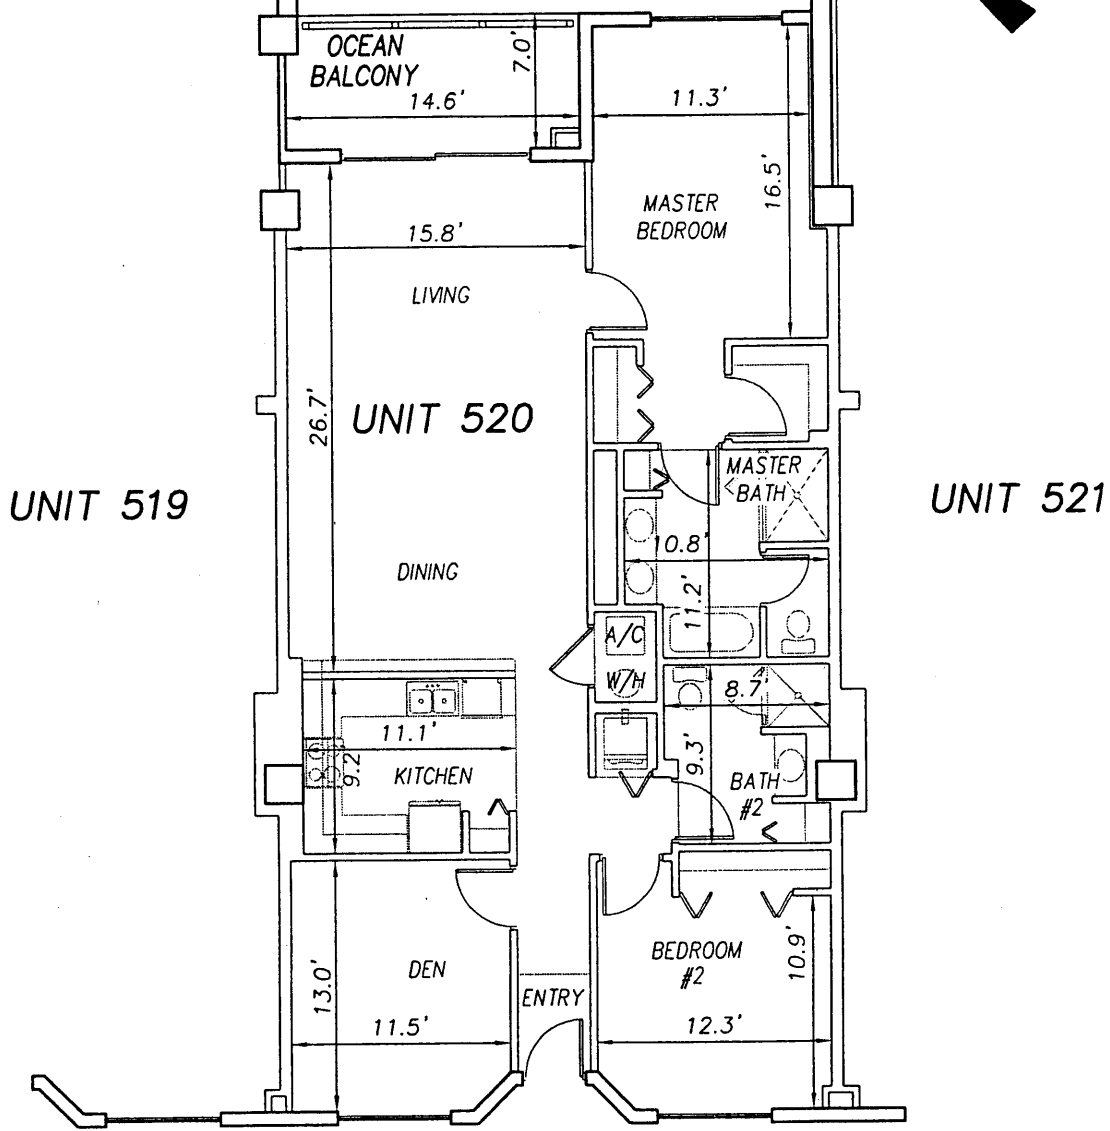 OCEAN
BALCONY
7.0'
14.6'
11.3'
16.5'
MASTER
BEDROOM
15.8'
LIVING
26.7'
UNIT 520
UNIT 519
UNIT 521
MASTER
BATH
10.8'
11.2'
DINING
A/C
W/H
8.7'
11.1'
9.2'
KITCHEN
9.3'
BATH
#2
DEN
13.0'
11.5'
ENTRY
BEDROOM
#2
10.9'
12.3'